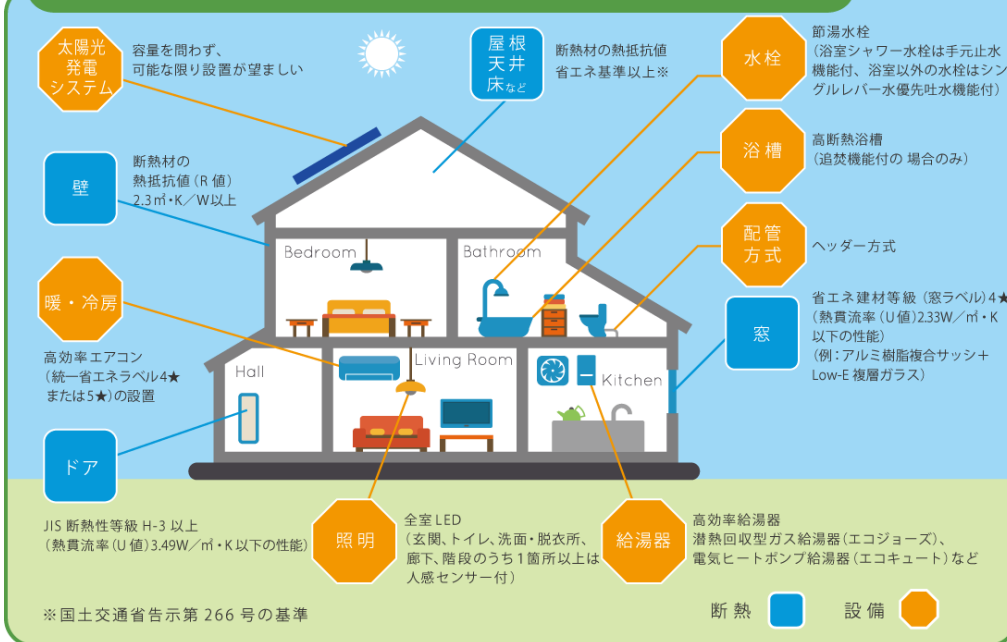 太陽光
発電
システム
容量を問わず、
可能な限り設置が望ましい
屋根
天井
床など
断熱材の熱抵抗値
省エネ基準以上※
水栓
節湯水栓
(浴室シャワー水栓は手元止水
機能付、浴室以外の水栓はシン
グルレバー水優先吐水機能付)
壁
断熱材の
熱抵抗値(R値)
2.3㎡・K/W以上
浴槽
高断熱浴槽
(追焚機能付の 場合のみ)
配管
方式
ヘッダー方式
Bedroom
Bathroom
暖・冷房
高効率エアコン
(統一省エネラベル4★
または5★)の設置
窓
省エネ建材等級(窓ラベル)4★
(熱貫流率(U値)2.33W/㎡・K
以下の性能)
(例:アルミ樹脂複合サッシ+
Low-E複層ガラス)
Hall
Living Room
Kitchen
ドア
JIS 断熱性等級 H-3 以上
(熱貫流率(U値)3.49W/㎡・K以下の性能)
照明
全室LED
(玄関、トイレ、洗面・脱衣所、
廊下、階段のうち1箇所以上は
人感センサー付)
給湯器
高効率給湯器
潜熱回収型ガス給湯器(エコジョーズ)、
電気ヒートポンプ給湯器(エコキュート)など
※国土交通省告示第 266 号の基準
断熱
設備